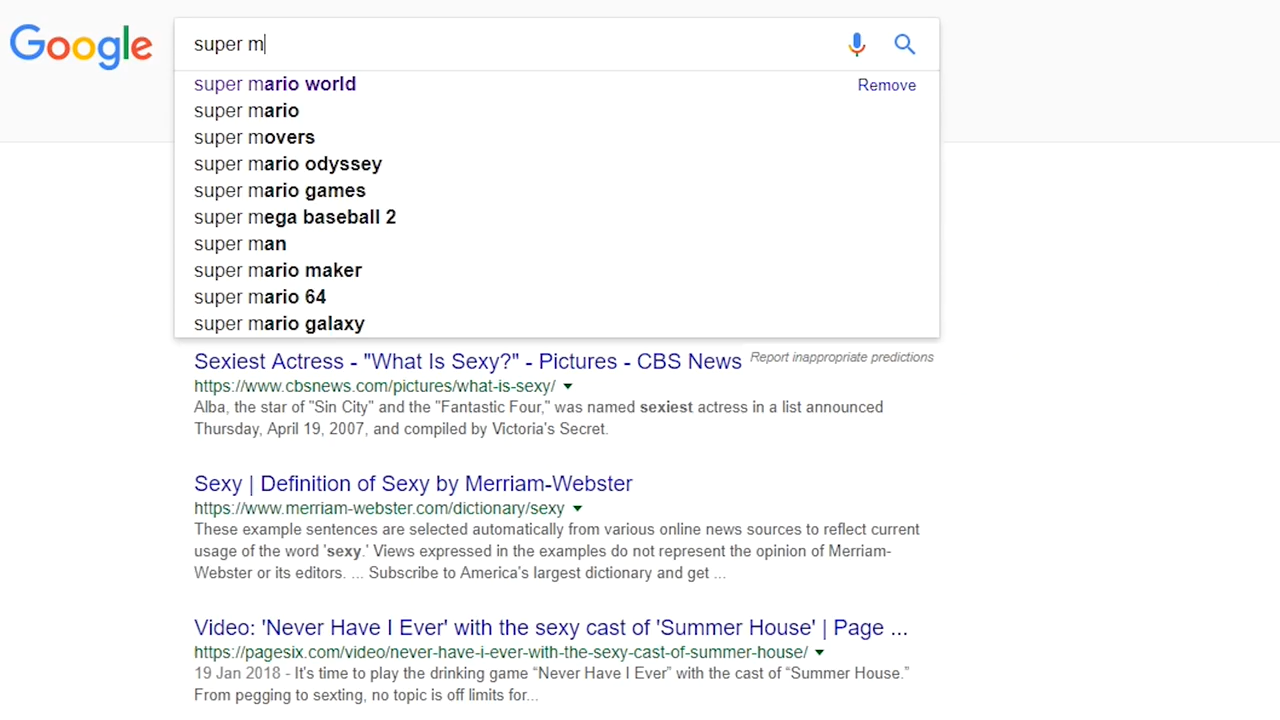 Google
super m
super mario world
Remove
super mario
super movers
super mario odyssey
super mario games
super mega baseball 2
super man
super mario maker
super mario 64
super mario galaxy
Sexiest Actress - "What Is Sexy?" - Pictures - CBS News
Report inappropriate predictions
https://www.cbsnews.com/pictures/what-is-sexy/
Alba, the star of "Sin City" and the "Fantastic Four," was named sexiest actress in a list announced
Thursday, April 19, 2007, and compiled by Victoria's Secret.
Sexy | Definition of Sexy by Merriam-Webster
https://www.merriam-webster.com/dictionary/sexy
These example sentences are selected automatically from various online news sources to reflect current
usage of the word 'sexy.' Views expressed in the examples do not represent the opinion of Merriam-
Webster or its editors. ... Subscribe to America's largest dictionary and get ...
Video: 'Never Have I Ever' with the sexy cast of 'Summer House' | Page ...
https://pagesix.com/video/never-have-i-ever-with-the-sexy-cast-of-summer-house/
19 Jan 2018 - It's time to play the drinking game “Never Have I Ever” with the cast of “Summer House.”
From pegging to sexting, no topic is off limits for...